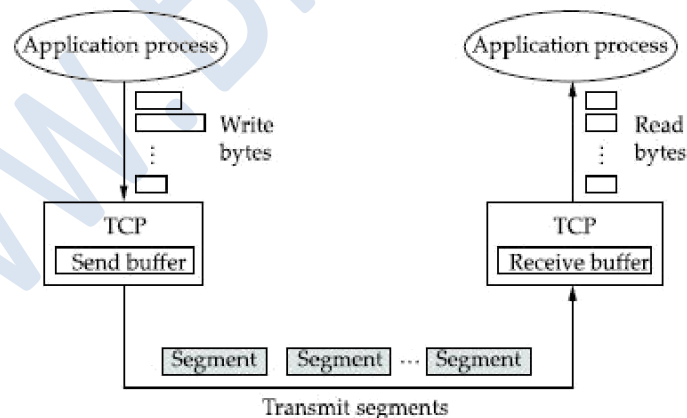 Application process
Application process
Write
bytes
Read
bytes
TCP
Send buffer
TCP
Receive buffer
Segment
Segment
...
Segment
Transmit segments